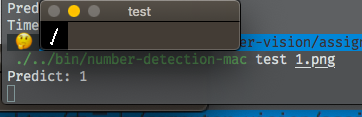 Pred
test
Time
er-vision/assig
./../bin/number-detection-mac test 1.png
Predict: 1